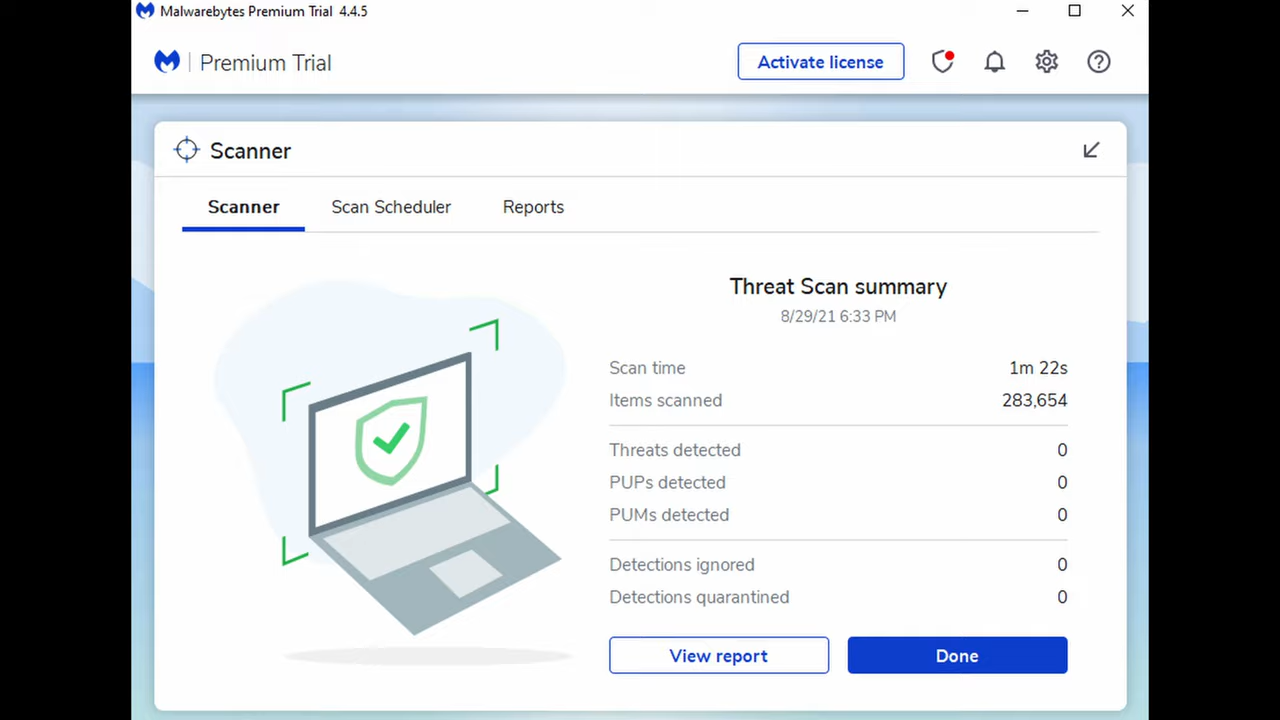 Malwarebytes Premium Trial 4.4.5
Premium Trial
Activate license
Scanner
Scanner Scan Scheduler Reports
Threat Scan summary
8/29/21 6:33 PM
Scan time 1m 22s
Items scanned 283,654
Threats detected 0
PUPs detected 0
PUMs detected 0
Detections ignored 0
Detections quarantined 0
View report Done